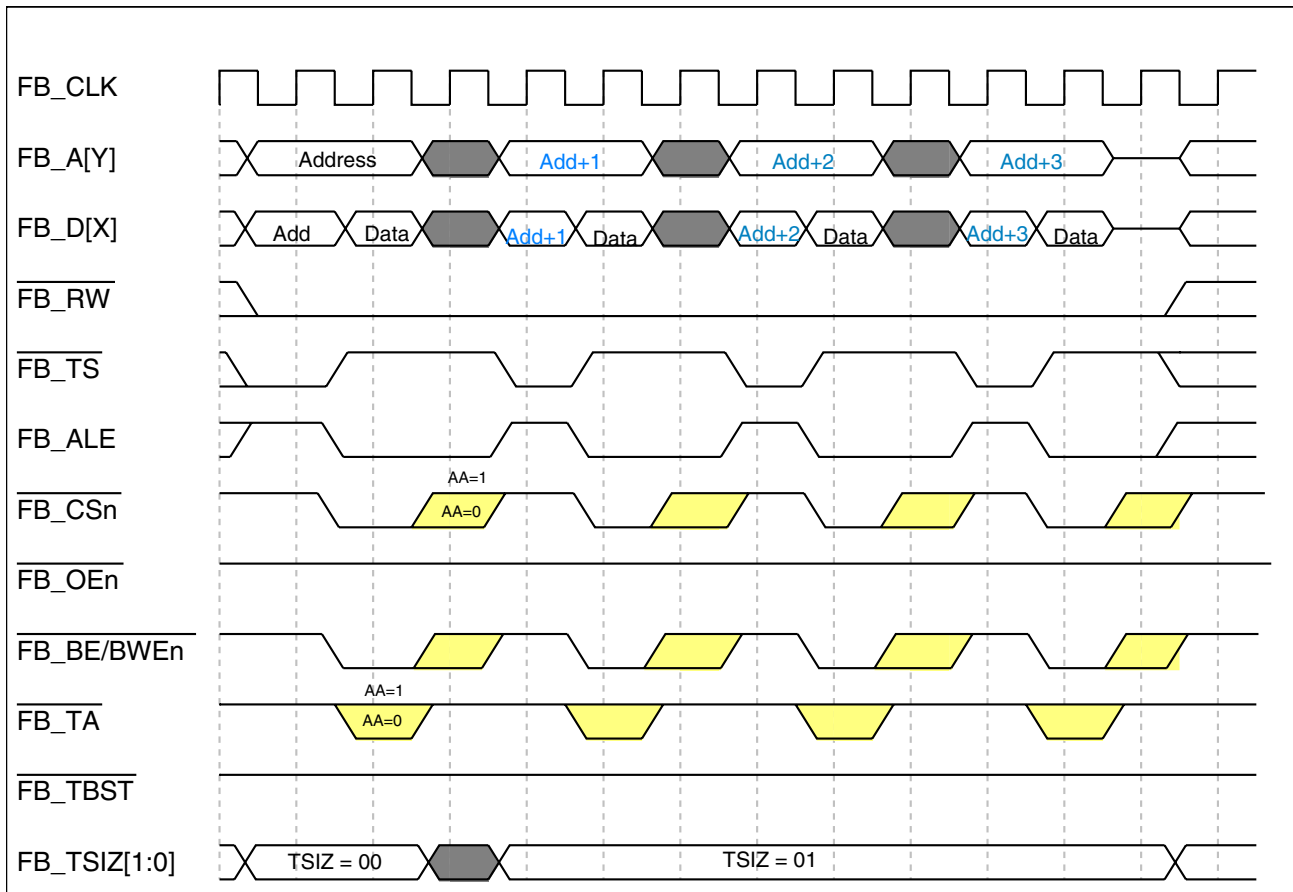 FB_CLK
FB_A[Y] Address Add+1 Add+2 Add+3
FB_D[X] Add Data Add+1 Data Add+2 Data Add+3 Data
FB_RW
FB_TS
FB_ALE
AA=1
FB_CSn AA=0
FB_OEn
FB_BE/BWEn
AA=1
FB_TA AA=0
FB_TBST
FB_TSIZ[1:0] TSIZ = 00 TSIZ = 01